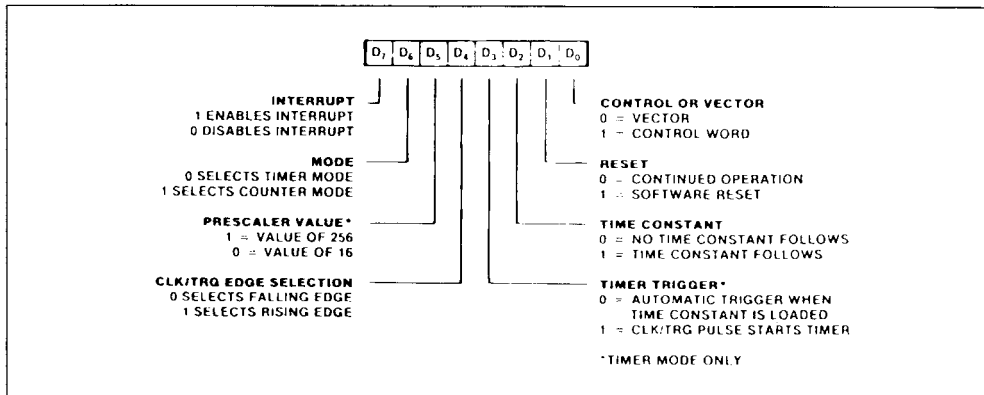 D7 D6 D5 D4 D3 D2 D1 D0
INTERRUPT
1 ENABLES INTERRUPT
0 DISABLES INTERRUPT
MODE
0 SELECTS TIMER MODE
1 SELECTS COUNTER MODE
PRESCALER VALUE*
1 = VALUE OF 256
0 = VALUE OF 16
CLK/TRG EDGE SELECTION
0 SELECTS FALLING EDGE
1 SELECTS RISING EDGE
CONTROL OR VECTOR
0 = VECTOR
1 = CONTROL WORD
RESET
0 = CONTINUED OPERATION
1 = SOFTWARE RESET
TIME CONSTANT
0 = NO TIME CONSTANT FOLLOWS
1 = TIME CONSTANT FOLLOWS
TIMER TRIGGER*
0 = AUTOMATIC TRIGGER WHEN
TIME CONSTANT IS LOADED
1 = CLK/TRG PULSE STARTS TIMER
*TIMER MODE ONLY